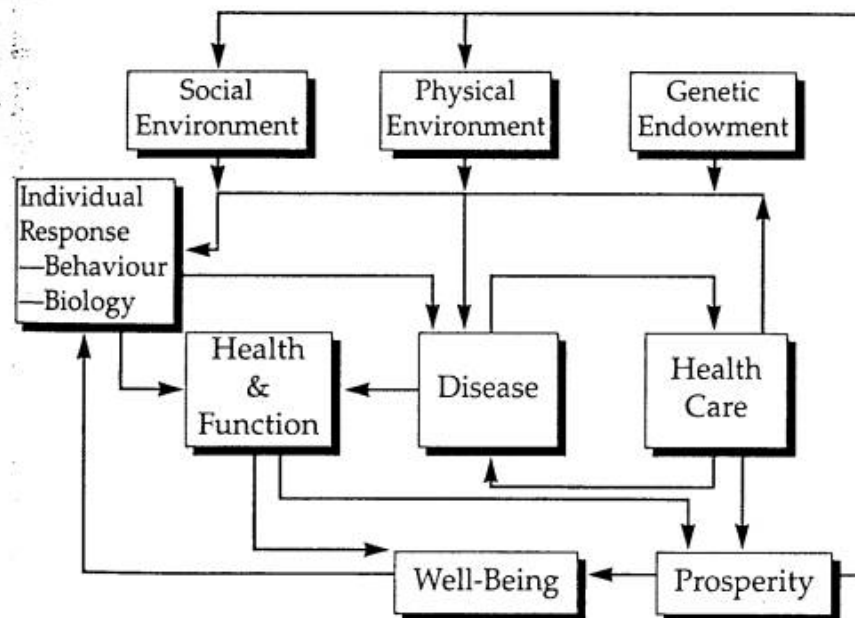 Social
Environment
Physical
Environment
Genetic
Endowment
Individual
Response
—Behaviour
—Biology
Health
&
Function
Disease
Health
Care
Well-Being
Prosperity